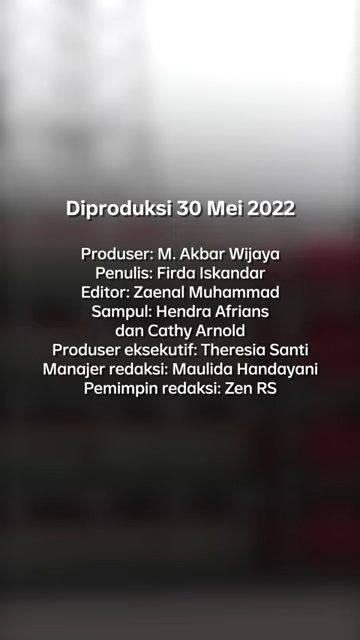 Diproduksi 30 Mei 2022
Produser: M. Akbar Wijaya
Penulis: Firda Iskandar
Editor: Zaenal Muhammad
Sampul: Hendra Afrians
dan Cathy Arnold
Produser eksekutif: Theresia Santi
Manajer redaksi: Maulida Handayani
Pemimpin redaksi: Zen RS